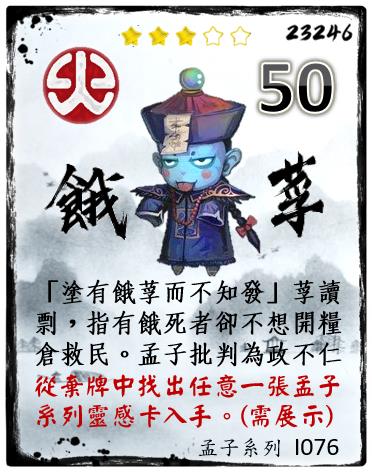 23246
火
50
餓 莩
「塗有餓莩而不知發」莩讀
剽，指有餓死者卻不想開糧
倉救民。孟子批判為政不仁
從棄牌中找出任意一張孟子
系列靈感卡入手。(需展示)
孟子系列 I076